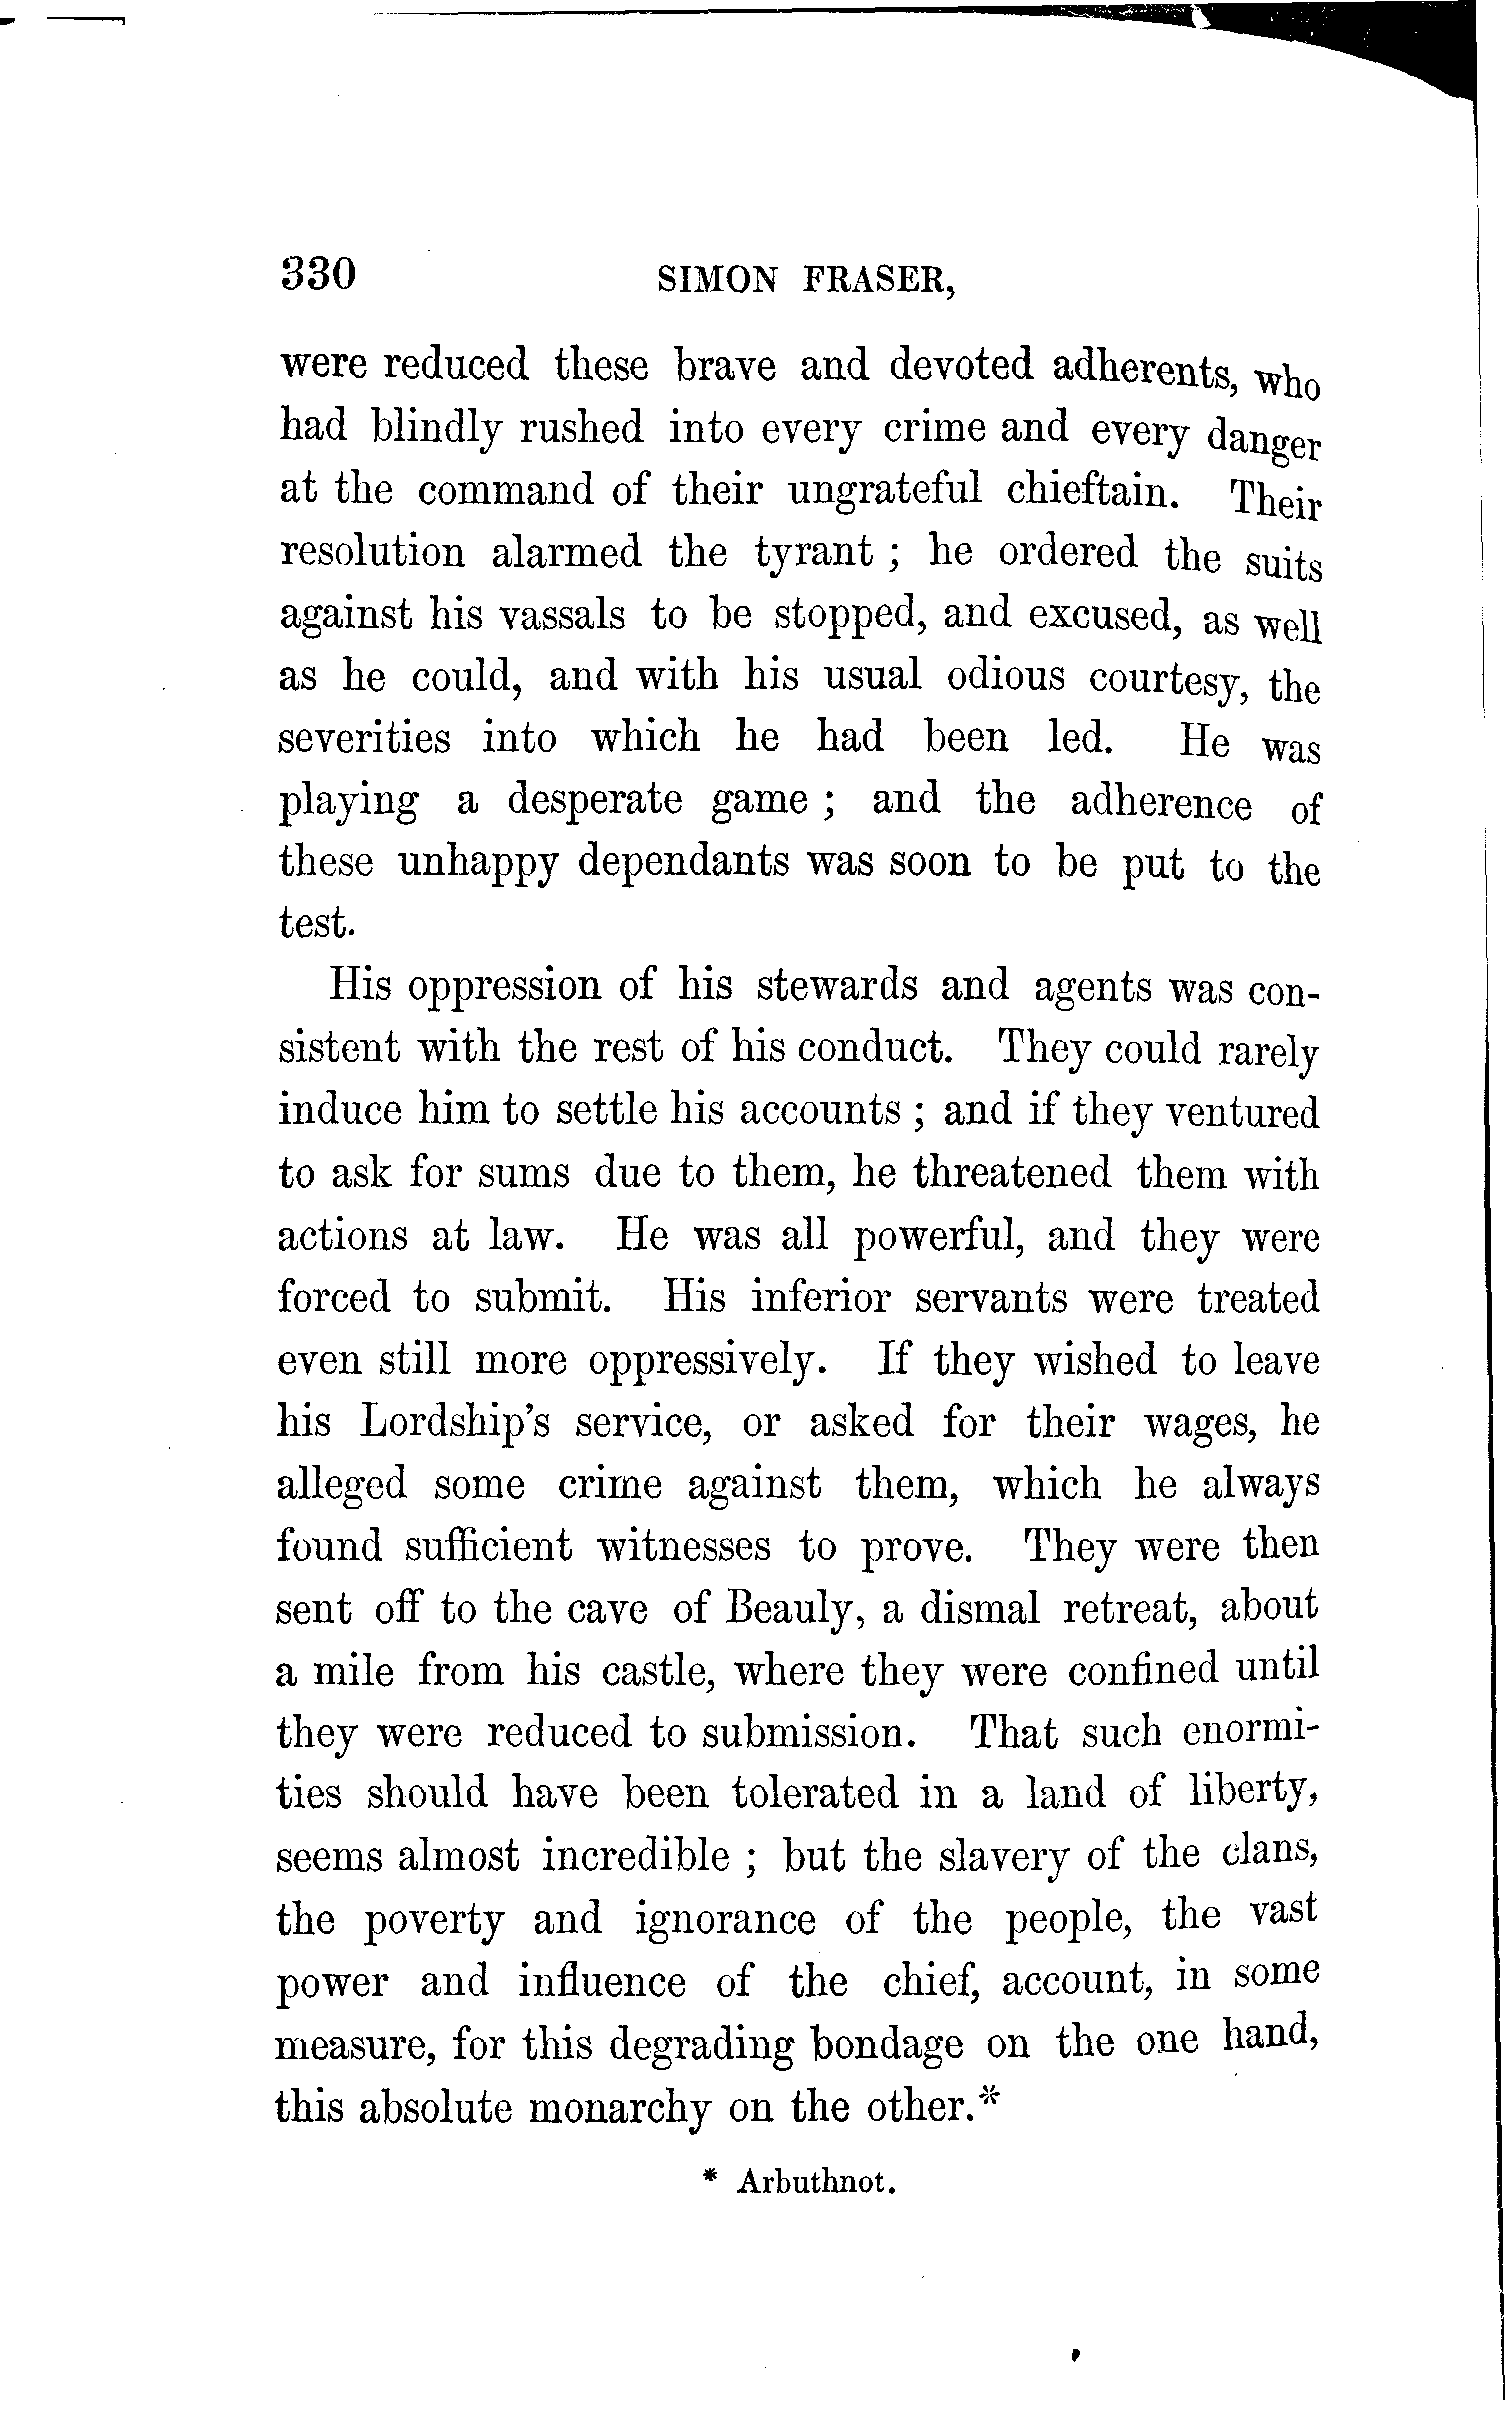 330 SIMON FRASER,
were reduced these brave and devoted adherents, who
had blindly rushed into every crime and every danger
at the command of their ungrateful chieftain. Their
resolution alarmed the tyrant ; he ordered the suits
against his vassals to be stopped, and excused, as well
as he could, and with his usual odious courtesy, the
severities into which he had been led. He was
playing a desperate game ; and the adherence of
these unhappy dependants was soon to be put to the
test.
His oppression of his stewards and agents was con-
sistent with the rest of his conduct. They could rarely
induce him to settle his accounts ; and if they ventured
to ask for sums due to them, he threatened them with
actions at law. He was all powerful, and they were
forced to submit. His inferior servants were treated
even still more oppressively. If they wished to leave
his Lordship's service, or asked for their wages, he
alleged some crime against them, which he always
found sufficient witnesses to prove. They were then
sent off to the cave of Beauly, a dismal retreat, about
a mile from his castle, where they were confined until
they were reduced to submission. That such enormi-
ties should have been tolerated in a land of liberty,
seems almost incredible ; but the slavery of the clans,
the poverty and ignorance of the people, the vast
power and influence of the chief, account, in some
measure, for this degrading bondage on the one hand,
this absolute monarchy on the other.*
* Arbuthnot.